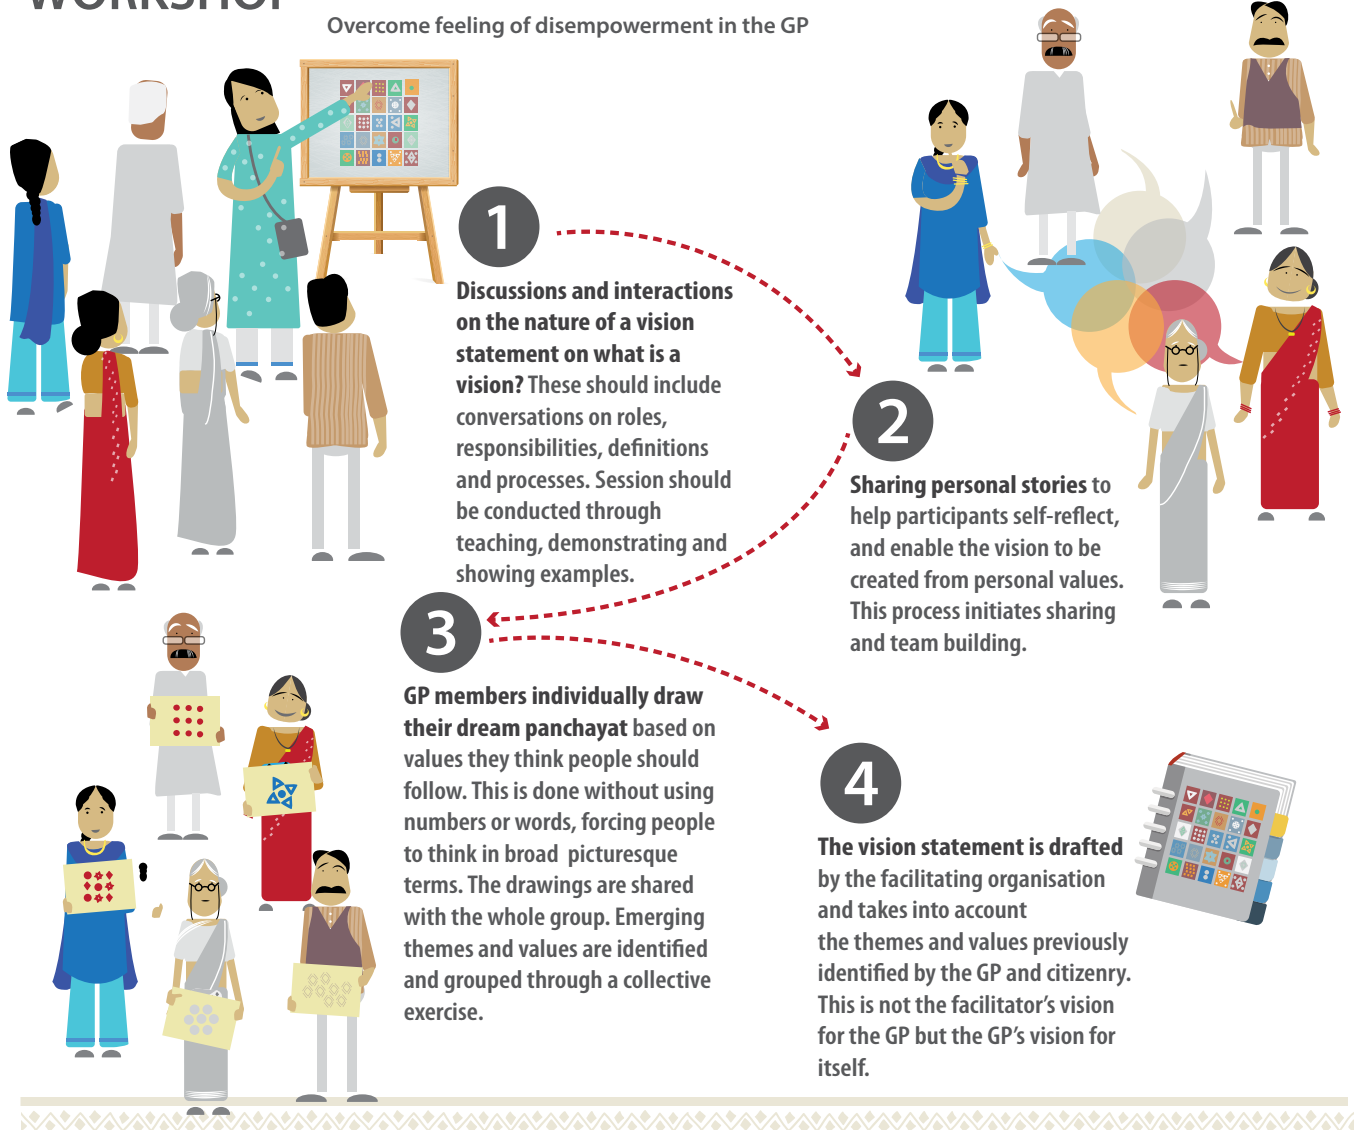 WORKSHOP
Overcome feeling of disempowerment in the GP
1
Discussions and interactions
on the nature of a vision
statement on what is a
vision? These should include
conversations on roles,
responsibilities, definitions
and processes. Session should
be conducted through
teaching, demonstrating and
showing examples.
2
Sharing personal stories to
help participants self-reflect,
and enable the vision to be
created from personal values.
This process initiates sharing
and team building.
3
GP members individually draw
their dream panchayat based on
values they think people should
follow. This is done without using
numbers or words, forcing people
to think in broad picturesque
terms. The drawings are shared
with the whole group. Emerging
themes and values are identified
and grouped through a collective
exercise.
4
The vision statement is drafted
by the facilitating organisation
and takes into account
the themes and values previously
identified by the GP and citizenry.
This is not the facilitator’s vision
for the GP but the GP’s vision for
itself.